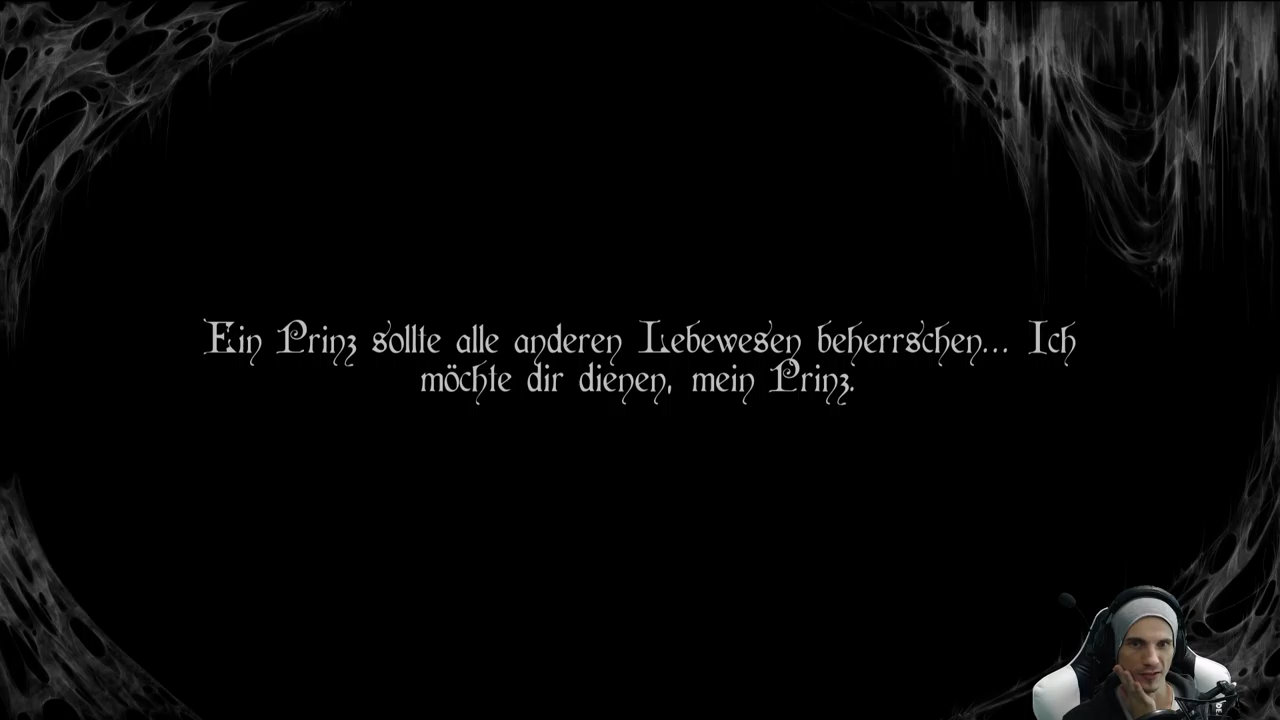 Ein Prinz sollte alle anderen Lebewesen beherrschen... Ich
möchte dir dienen, mein Prinz.